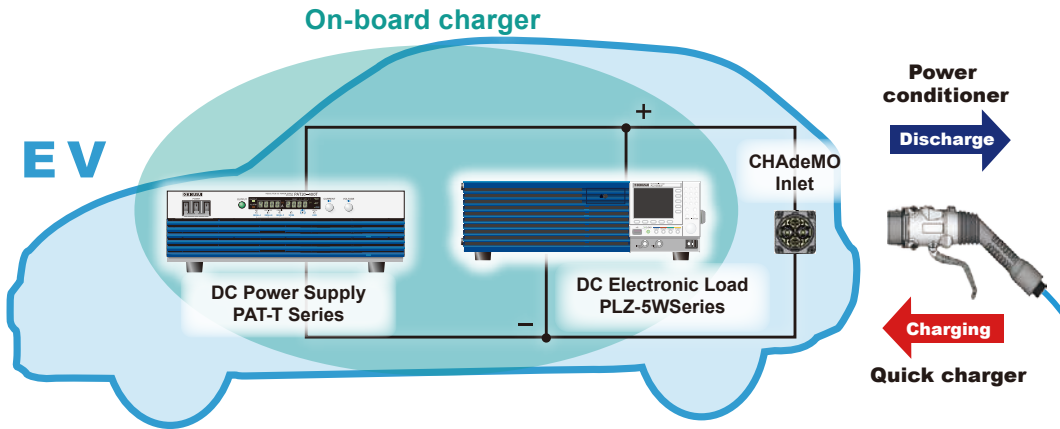 On-board charger
EV
Power
conditioner
Discharge
+
CHAdeMO
Inlet
DC Power Supply
PAT-T Series
DC Electronic Load
PLZ-5WSeries
−
Charging
Quick charger